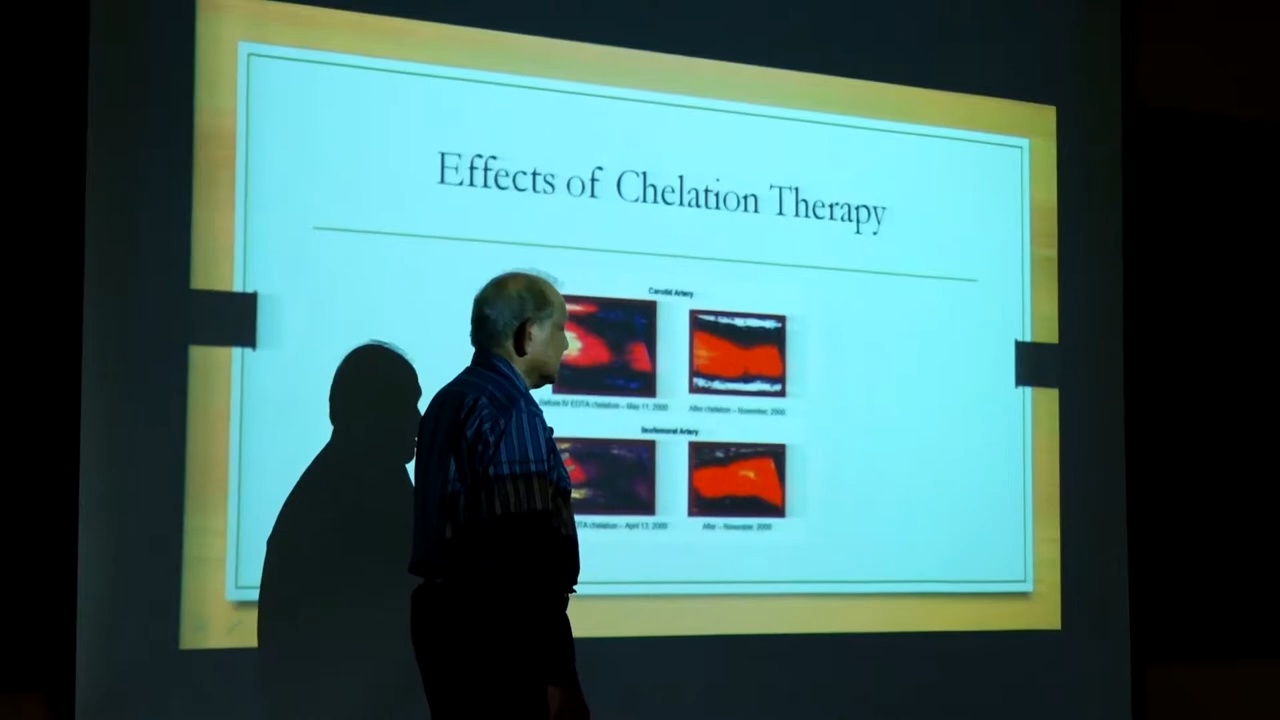 Effects of Chelation Therapy
Carotid Artery
before IV EDTA chelation – May 11, 2000
After chelation – November, 2000
Ileofemoral Artery
EDTA chelation – April 13, 2000
After – November, 2000